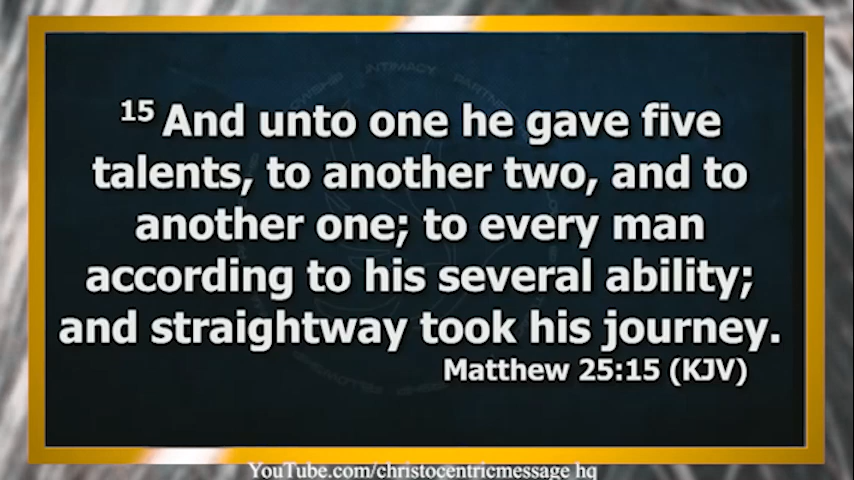 15 And unto one he gave five
talents, to another two, and to
another one; to every man
according to his several ability;
and straightway took his journey.
Matthew 25:15 (KJV)
INTIMACY
YouTube.com/christocentricmessage hq